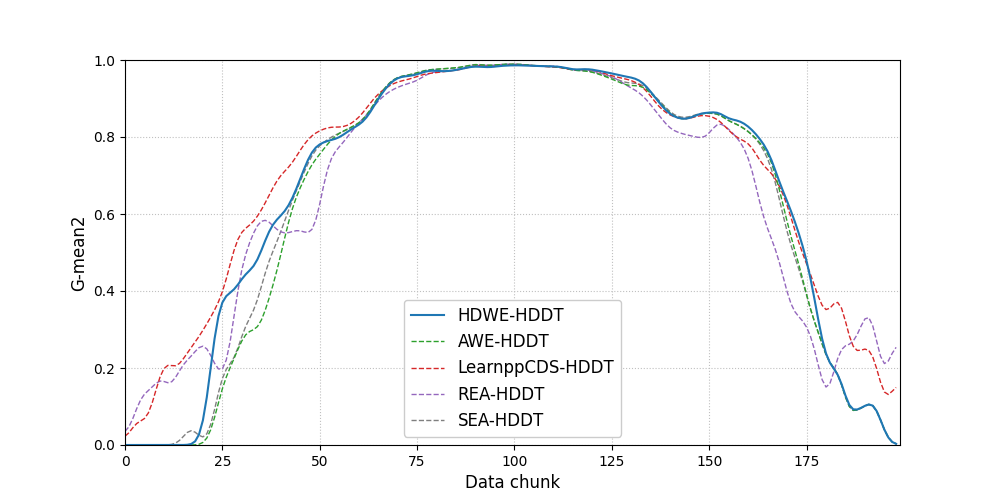 1.0
0.8
0.6
0.4
0.2
0.0
G-mean2
HDWE-HDDT
AWE-HDDT
LearnppCDS-HDDT
REA-HDDT
SEA-HDDT
0 25 50 75 100 125 150 175
Data chunk